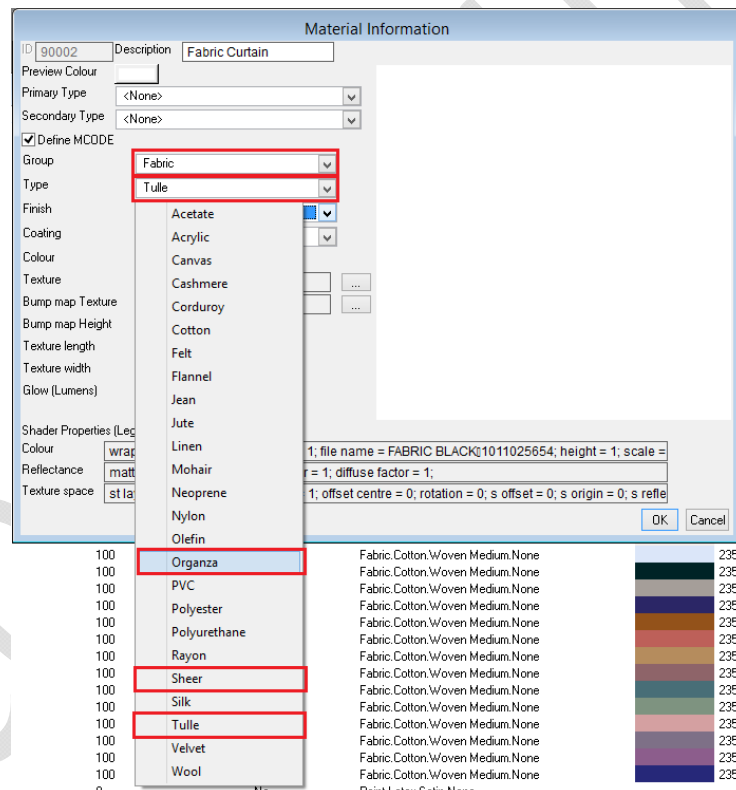 Material Information
ID 90002 Description Fabric Curtain
Preview Colour
Primary Type <None>
Secondary Type <None>
Define MCODE
Group Fabric
Type Tulle
Finish
Coating
Colour
Texture ...
Bump map Texture ...
Bump map Height
Texture length
Texture width
Glow (Lumens)
Acetate
Acrylic
Canvas
Cashmere
Corduroy
Cotton
Felt
Flannel
Jean
Jute
Linen
Mohair
Neoprene
Nylon
Olefin
Organza
PVC
Polyester
Polyurethane
Rayon
Sheer
Silk
Tulle
Velvet
Wool
Shader Properties (Leg
Colour wrap 1; file name = FABRIC BLACK▯1011025654; height = 1; scale =
Reflectance matt r = 1; diffuse factor = 1;
Texture space st la 1; offset centre = 0; rotation = 0; s offset = 0; s origin = 0; s refle
OK Cancel
100 Fabric.Cotton.Woven Medium.None 235
100 Fabric.Cotton.Woven Medium.None 235
100 Fabric.Cotton.Woven Medium.None 235
100 Fabric.Cotton.Woven Medium.None 235
100 Fabric.Cotton.Woven Medium.None 235
100 Fabric.Cotton.Woven Medium.None 235
100 Fabric.Cotton.Woven Medium.None 235
100 Fabric.Cotton.Woven Medium.None 235
100 Fabric.Cotton.Woven Medium.None 235
100 Fabric.Cotton.Woven Medium.None 235
100 Fabric.Cotton.Woven Medium.None 235
100 Fabric.Cotton.Woven Medium.None 235
100 Fabric.Cotton.Woven Medium.None 235
100 Fabric.Cotton.Woven Medium.None 235